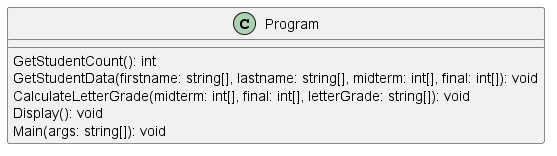 C Program
GetStudentCount(): int
GetStudentData(firstname: string[], lastname: string[], midterm: int[], final: int[]): void
CalculateLetterGrade(midterm: int[], final: int[], letterGrade: string[]): void
Display(): void
Main(args: string[]): void